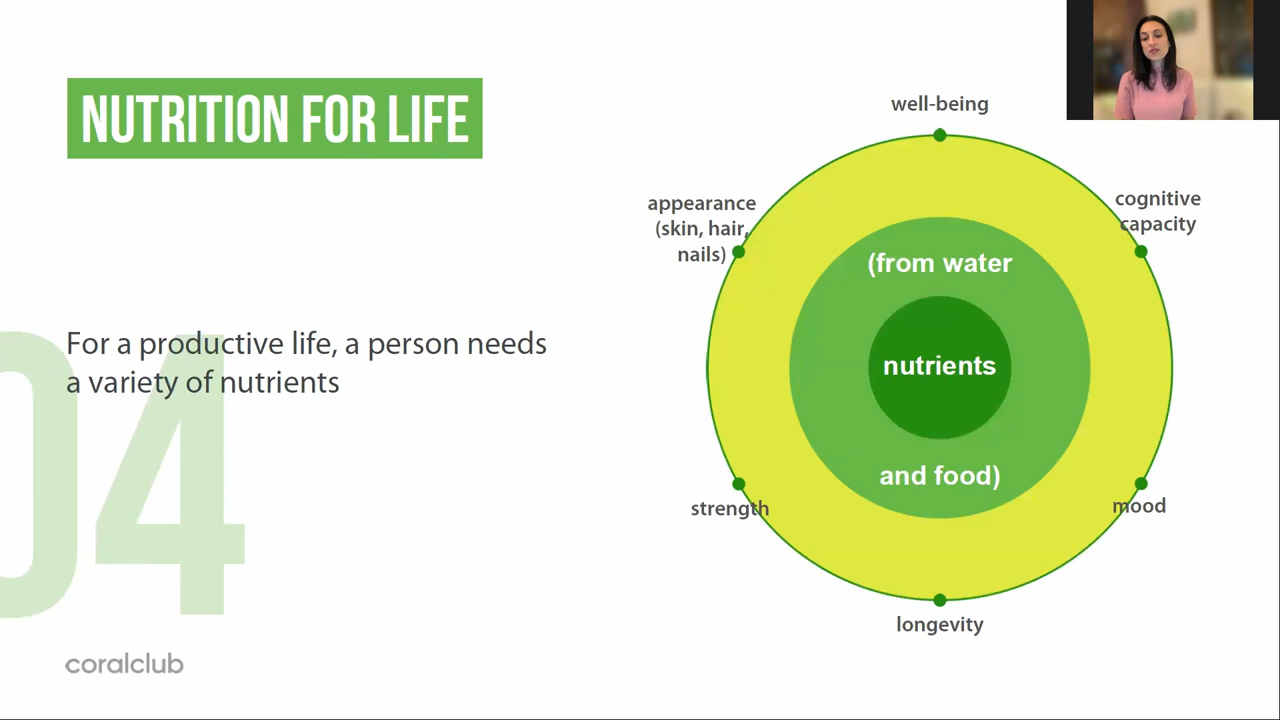 NUTRITION FOR LIFE
For a productive life, a person needs
a variety of nutrients
04
coralclub
well-being
appearance
(skin, hair,
nails)
cognitive
capacity
(from water
nutrients
and food)
strength
mood
longevity